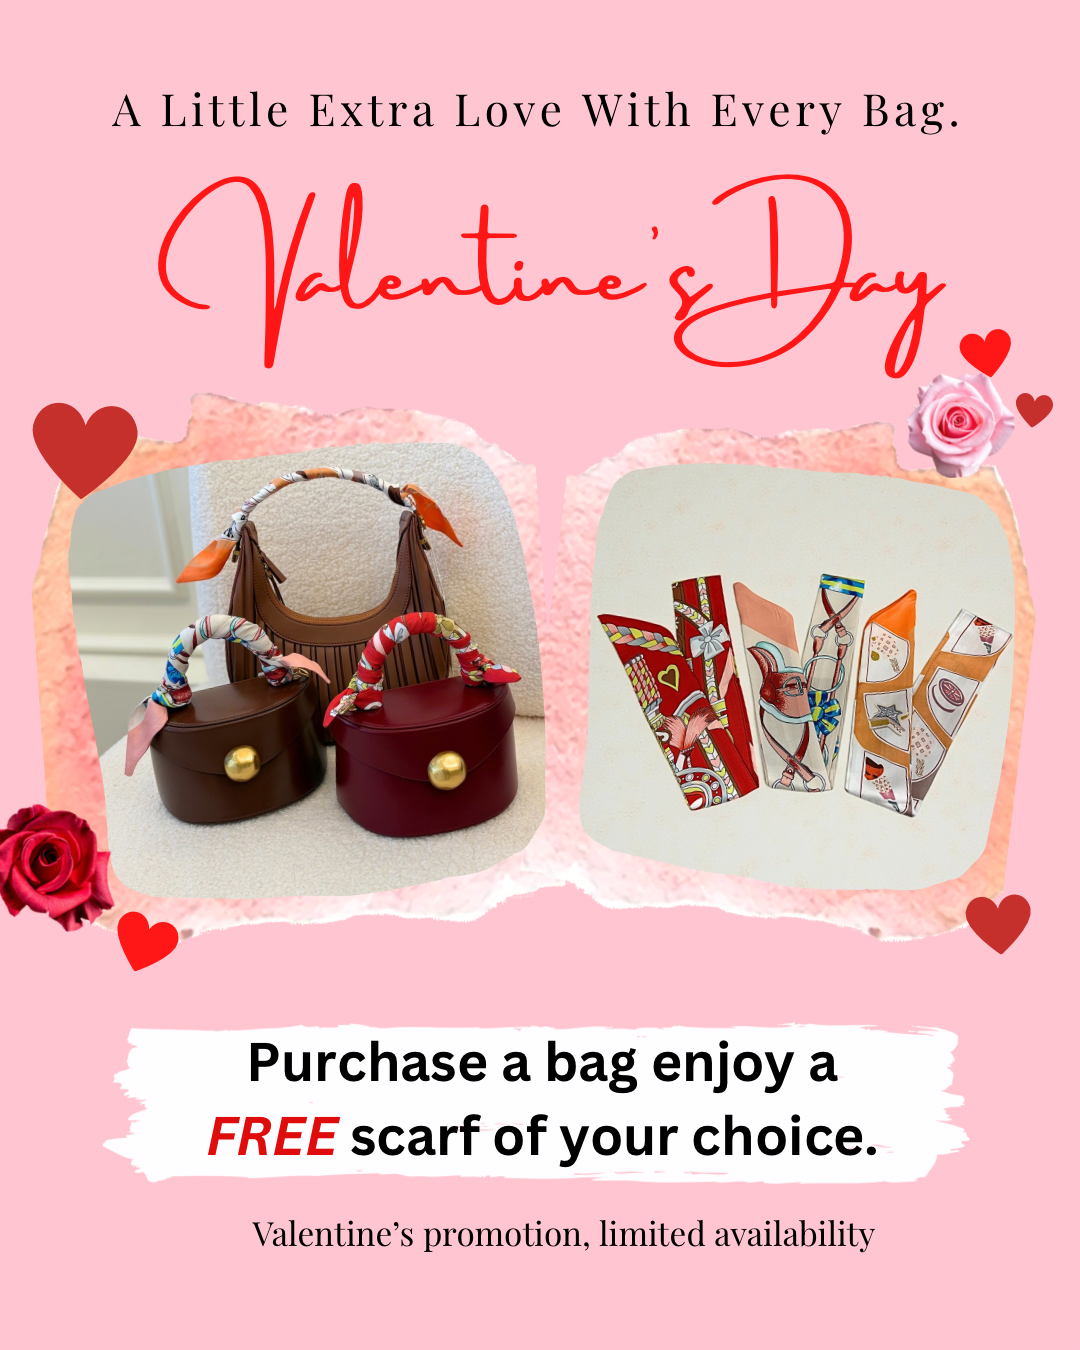 A Little Extra Love With Every Bag.
Valentine's Day
Purchase a bag enjoy a
FREE scarf of your choice.
Valentine’s promotion, limited availability